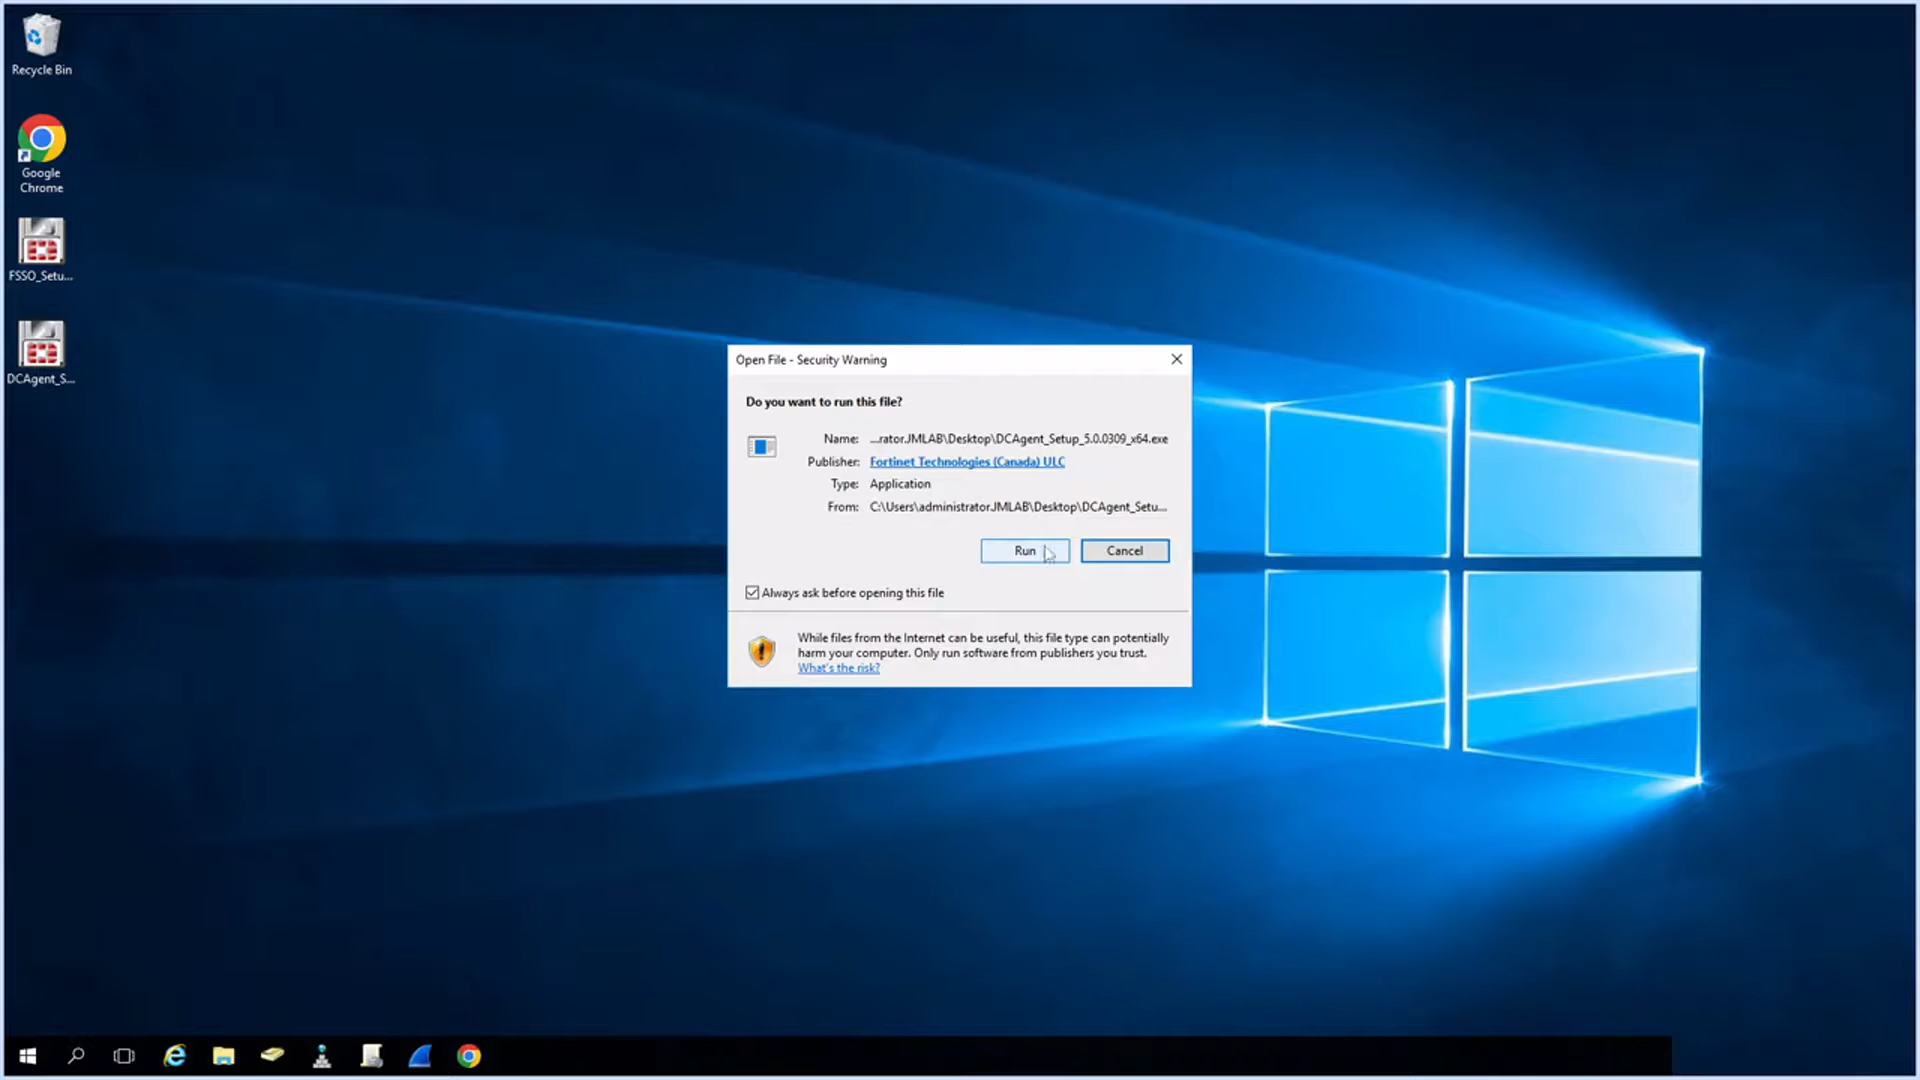 Recycle Bin
Google
Chrome
FSSO_Setu...
DCAgent_S...
Open File - Security Warning
Do you want to run this file?
Name: ...rator.JMLAB\Desktop\DCAgent_Setup_5.0.0309_x64.exe
Publisher: Fortinet Technologies (Canada) ULC
Type: Application
From: C:\Users\administrator.JMLAB\Desktop\DCAgent_Setu...
Run Cancel
Always ask before opening this file
While files from the Internet can be useful, this file type can potentially
harm your computer. Only run software from publishers you trust.
What's the risk?